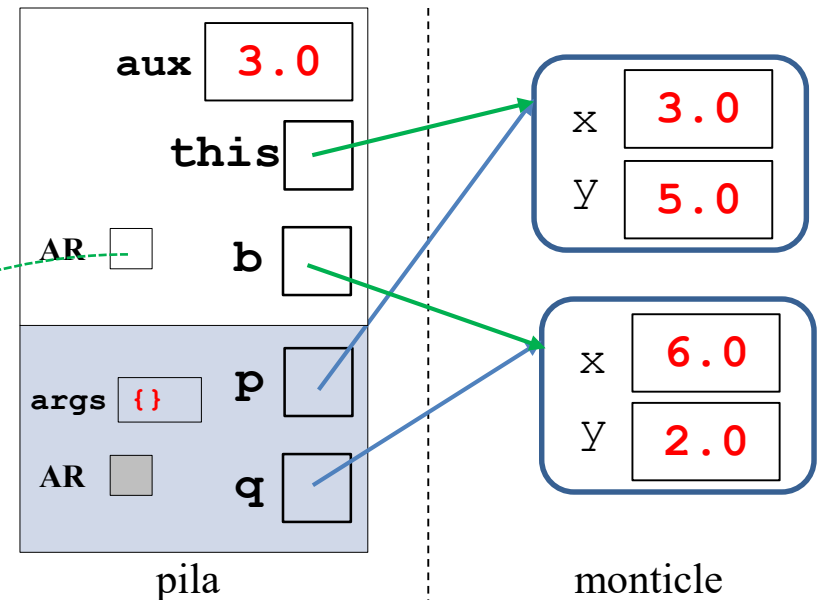 aux 3.0
this
AR b
args {} p
AR q
pila
x 3.0
y 5.0
x 6.0
y 2.0
monticle